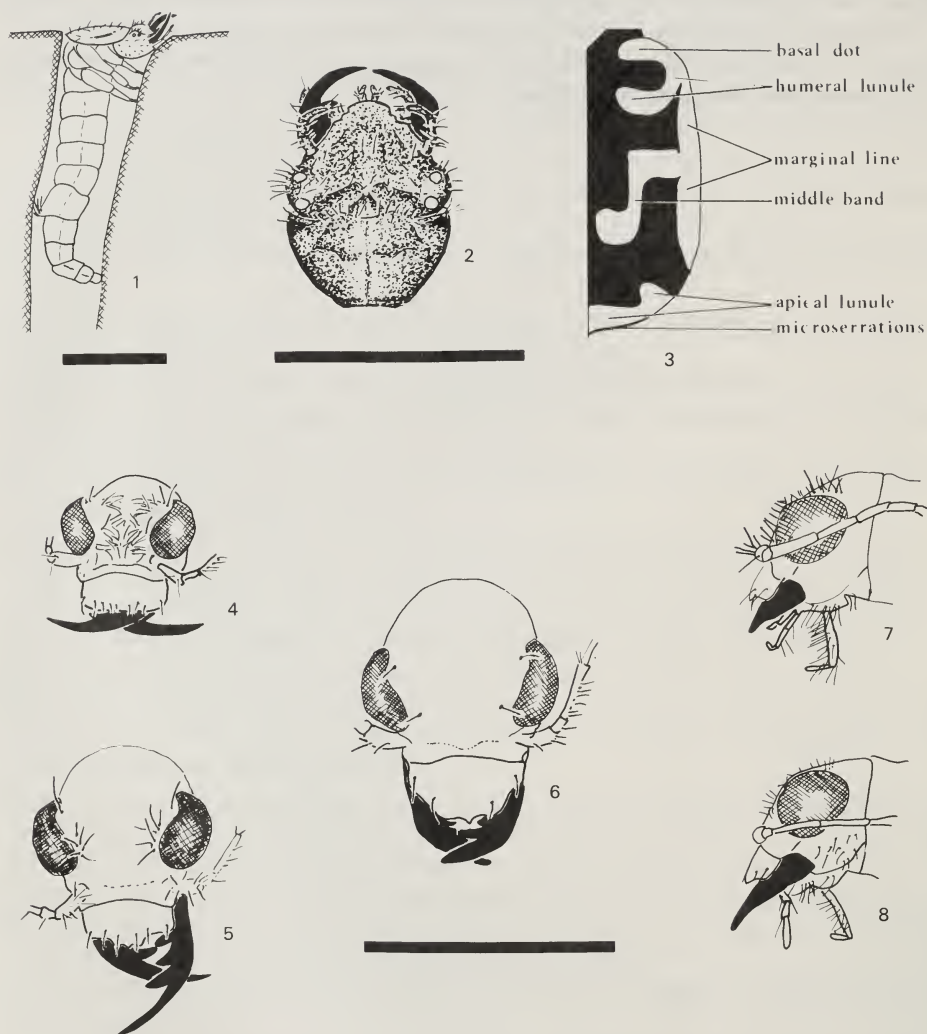 1
2
basal dot
humeral lunule
marginal line
middle band
apical lunule
microserrations
3
4
5
6
7
8